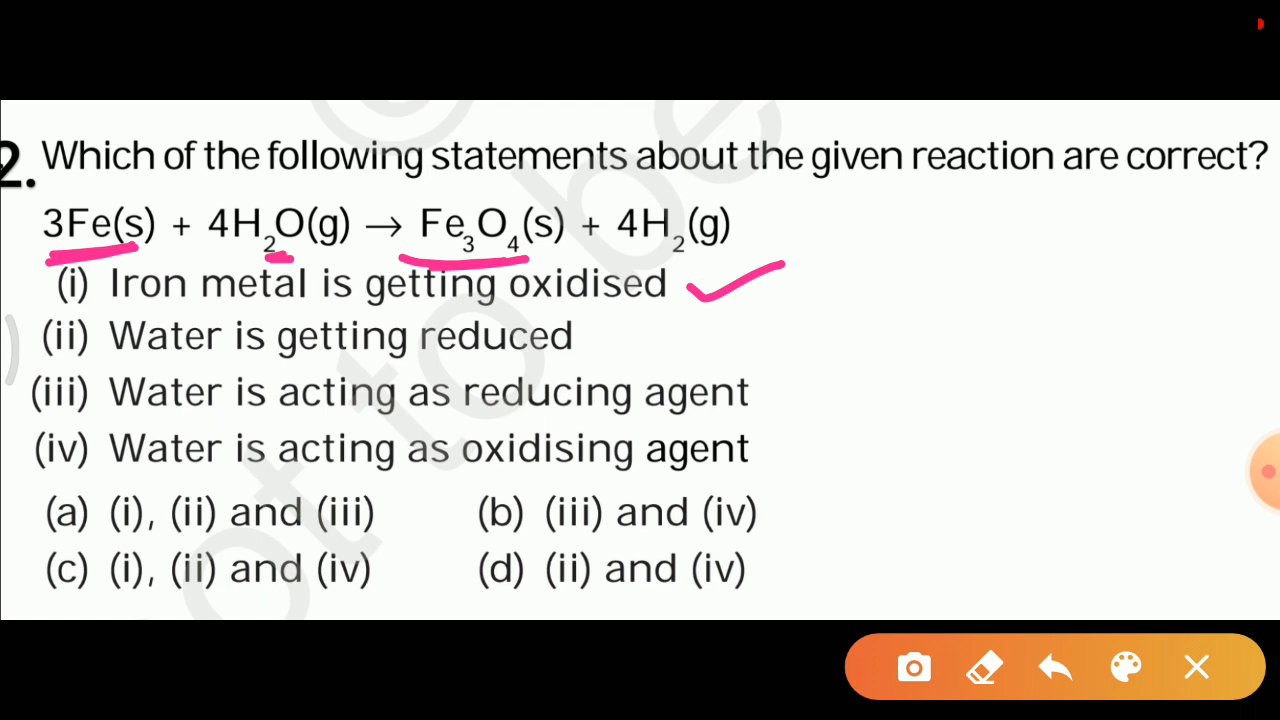 2. Which of the following statements about the given reaction are correct?
3Fe(s) + 4H₂O(g) → Fe₃O₄(s) + 4H₂(g)
(i) Iron metal is getting oxidised
(ii) Water is getting reduced
(iii) Water is acting as reducing agent
(iv) Water is acting as oxidising agent
(a) (i), (ii) and (iii) (b) (iii) and (iv)
(c) (i), (ii) and (iv) (d) (ii) and (iv)